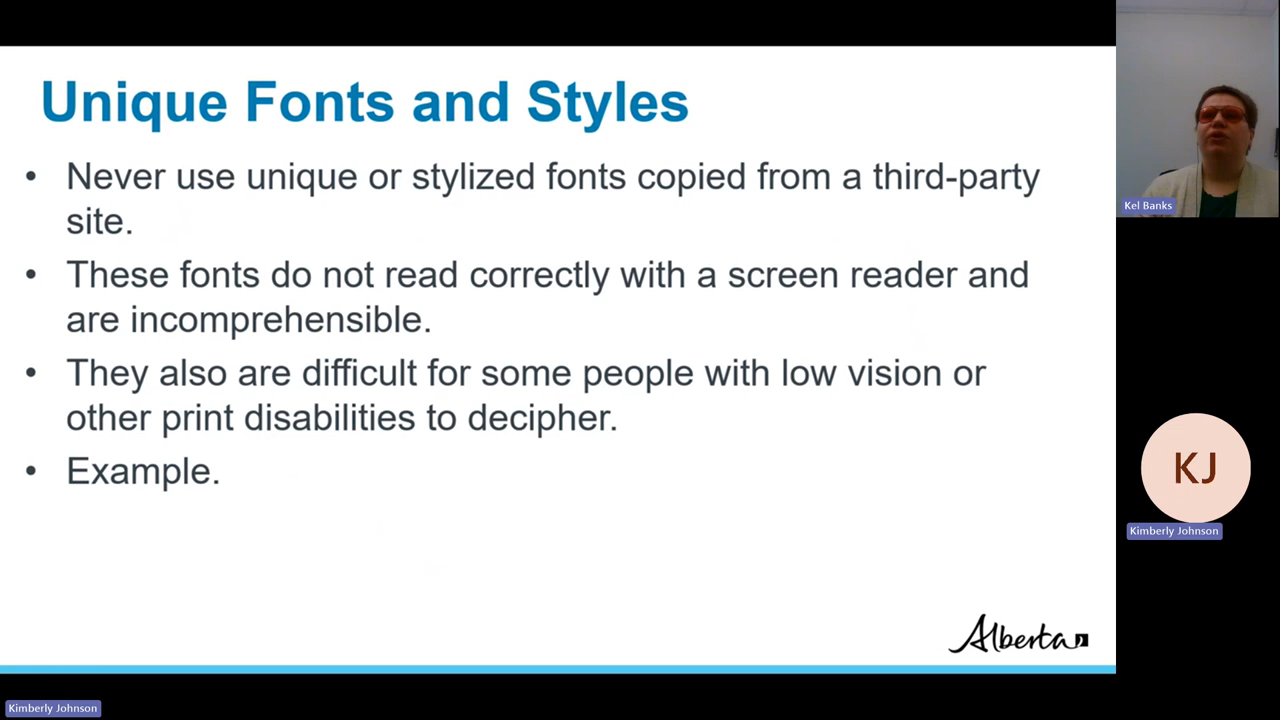 Unique Fonts and Styles
• Never use unique or stylized fonts copied from a third-party
site.
• These fonts do not read correctly with a screen reader and
are incomprehensible.
• They also are difficult for some people with low vision or
other print disabilities to decipher.
• Example.
Alberta
Kel Banks
KJ
Kimberly Johnson
Kimberly Johnson